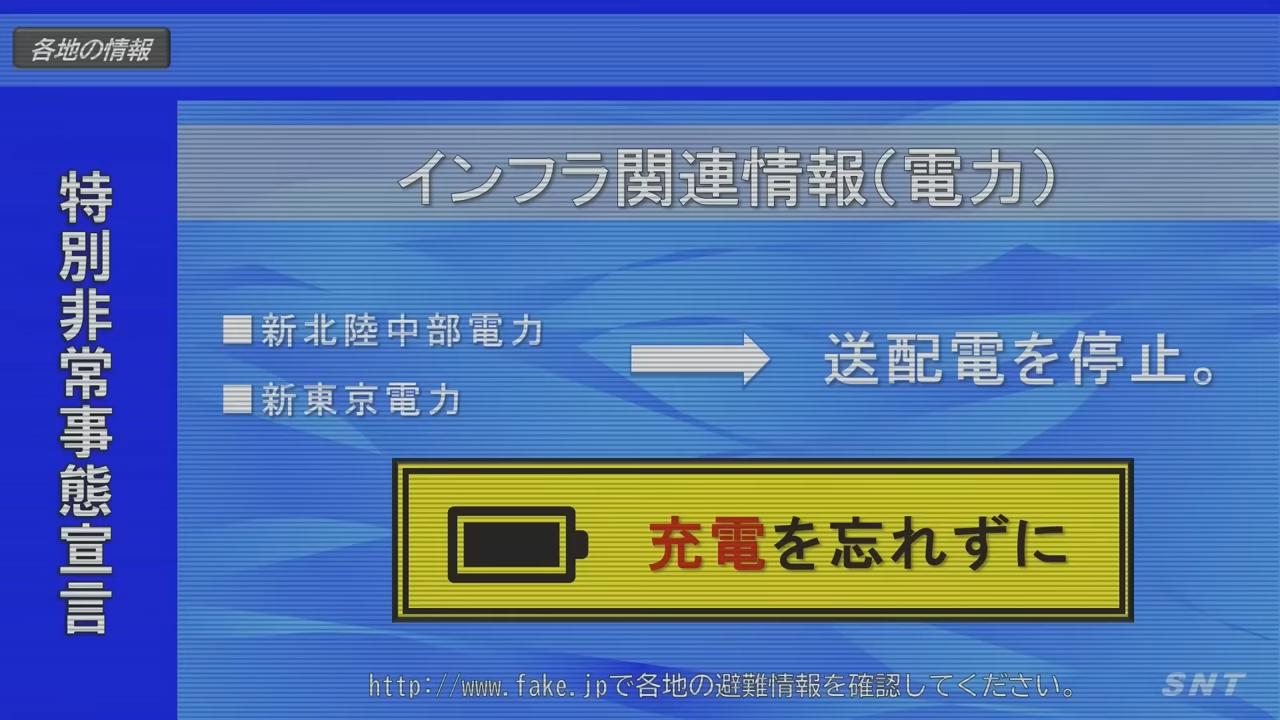 各地の情報
特別非常事態宣言
インフラ関連情報(電力)
■新北陸中部電力
■新東京電力
送配電を停止。
充電を忘れずに
http://www.fake.jpで各地の避難情報を確認してください。
SNT